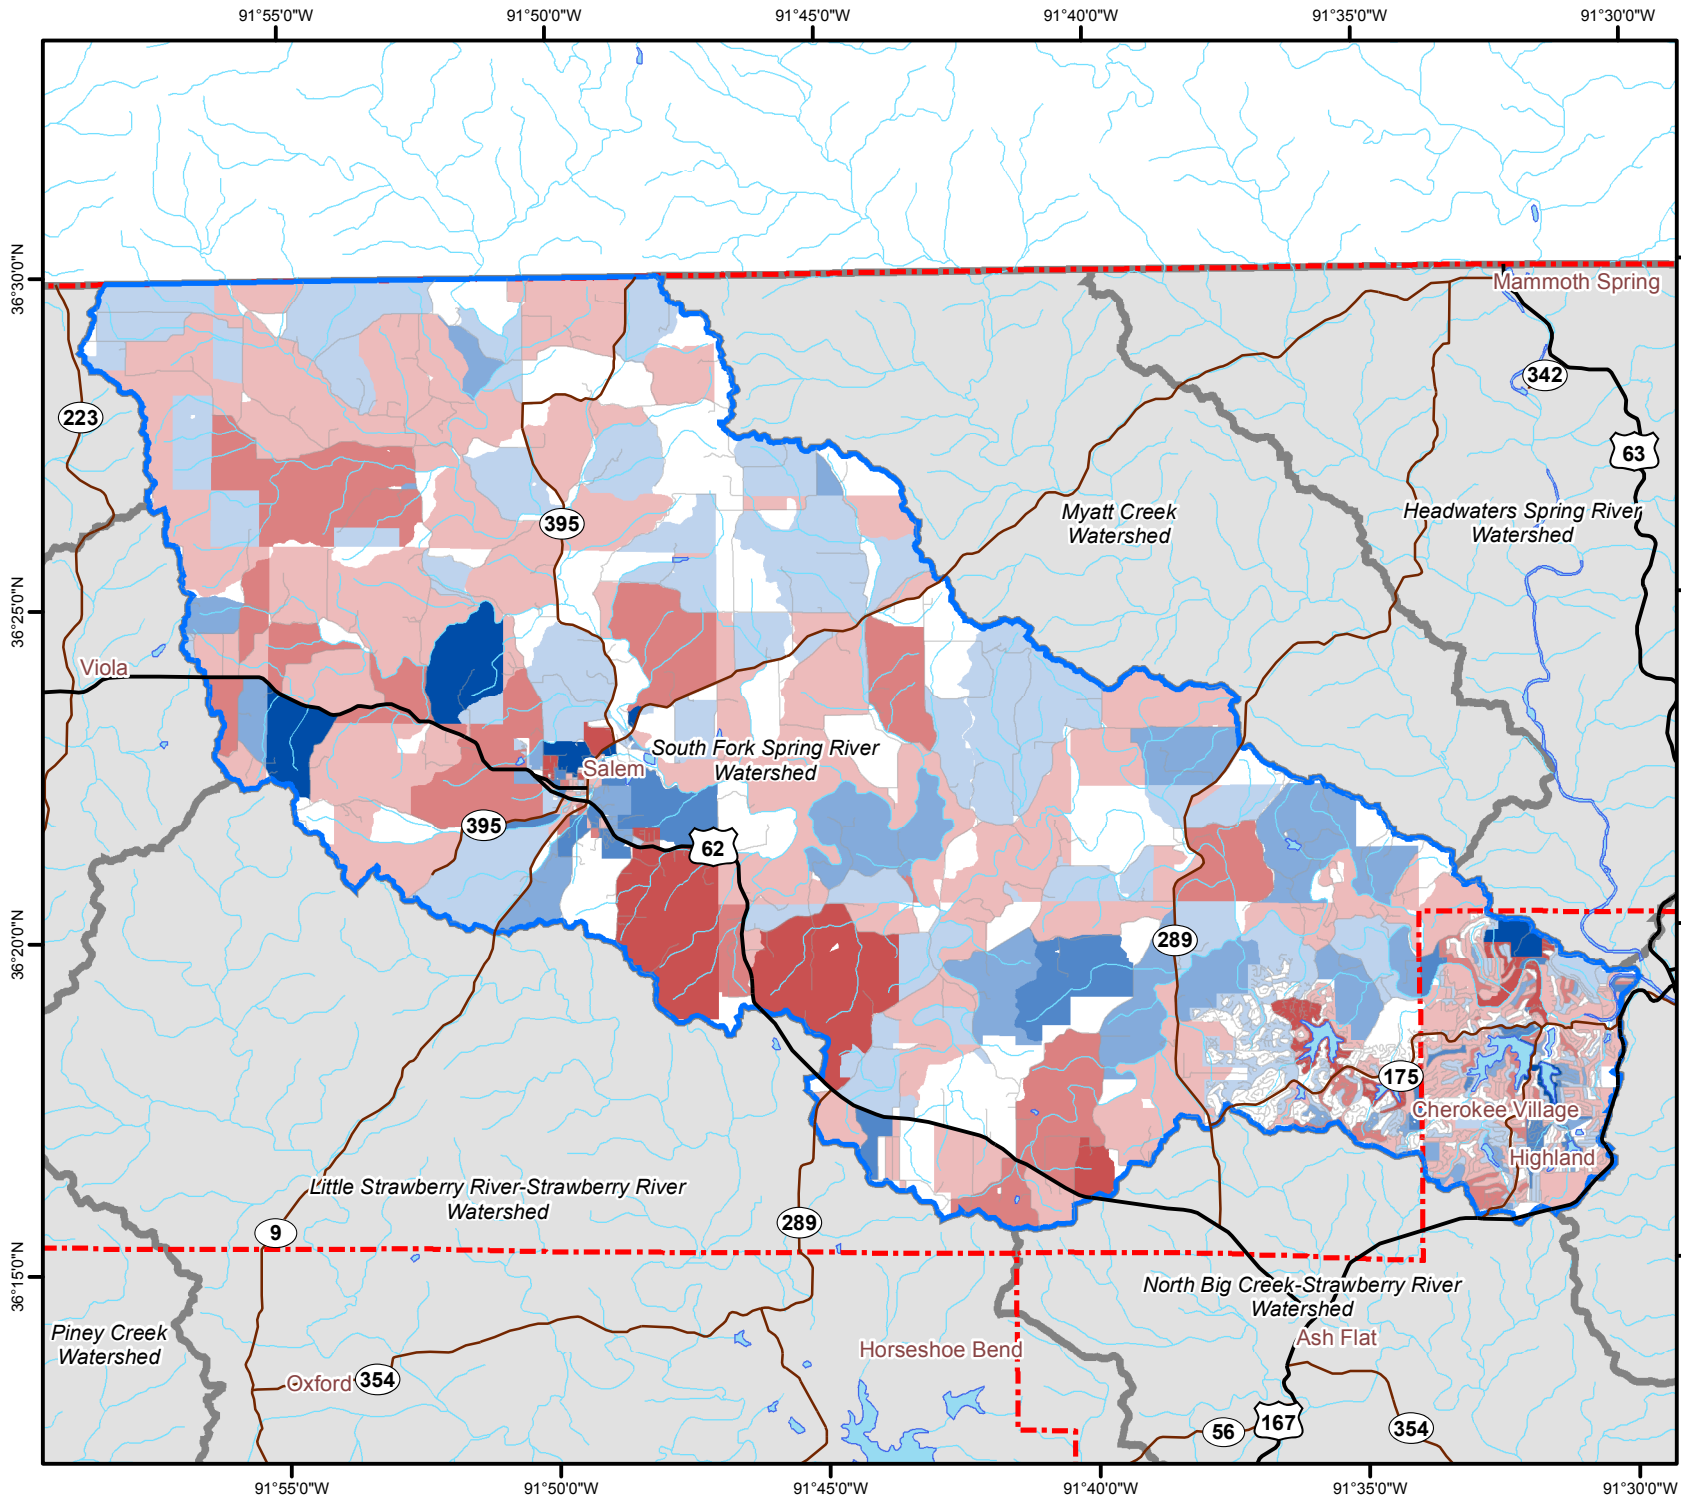 91°55'0"W
91°50'0"W
91°45'0"W
91°40'0"W
91°35'0"W
91°30'0"W
36°30'0"N
Mammoth Spring
342
223
63
395
Myatt Creek
Watershed
Headwaters Spring River
Watershed
36°25'0"N
Viola
South Fork Spring River
Watershed
Salem
395
62
289
36°20'0"N
175
Cherokee Village
Highland
Little Strawberry River-Strawberry River
Watershed
9
289
36°15'0"N
North Big Creek-Strawberry River
Watershed
Piney Creek
Watershed
Horseshoe Bend
Ash Flat
Oxford
354
56
167
354
91°55'0"W
91°50'0"W
91°45'0"W
91°40'0"W
91°35'0"W
91°30'0"W